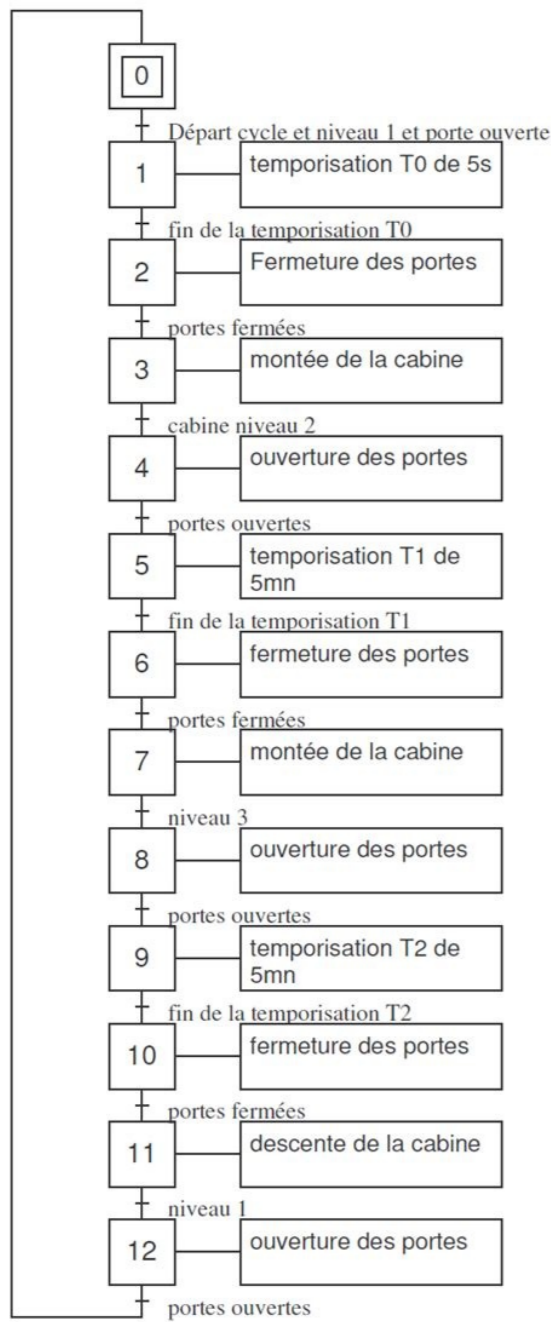 0
Départ cycle et niveau 1 et porte ouverte
1
temporisation T0 de 5s
fin de la temporisation T0
2
Fermeture des portes
portes fermées
3
montée de la cabine
cabine niveau 2
4
ouverture des portes
portes ouvertes
5
temporisation T1 de
5mn
fin de la temporisation T1
6
fermeture des portes
portes fermées
7
montée de la cabine
niveau 3
8
ouverture des portes
portes ouvertes
9
temporisation T2 de
5mn
fin de la temporisation T2
10
fermeture des portes
portes fermées
11
descente de la cabine
niveau 1
12
ouverture des portes
portes ouvertes